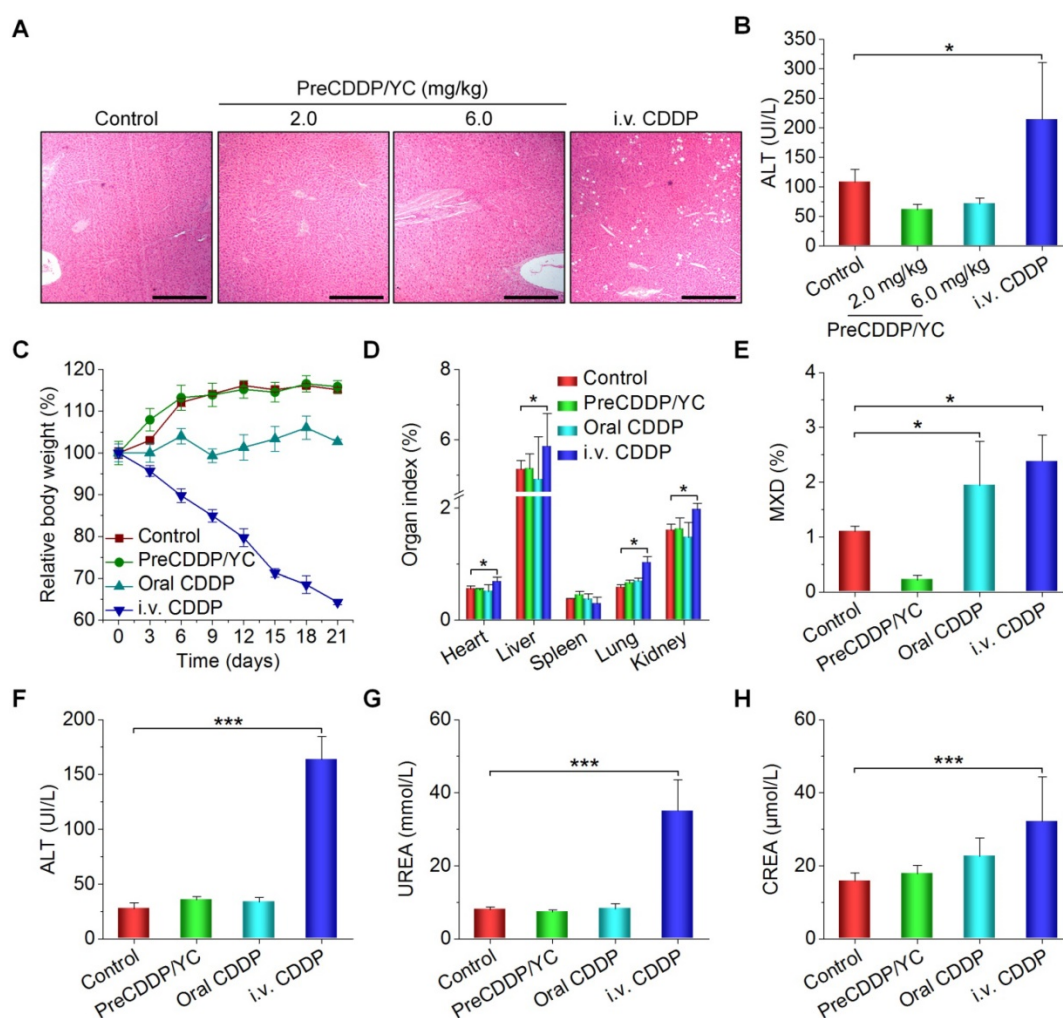 A
PreCDDP/YC (mg/kg)
Control
2.0
6.0
i.v. CDDP
B
*
350
300
250
200
150
100
50
0
ALT (UI/L)
Control
2.0 mg/kg
6.0 mg/kg
i.v. CDDP
PreCDDP/YC
C
120
110
100
90
80
70
60
Relative body weight (%)
Control
PreCDDP/YC
Oral CDDP
i.v. CDDP
0 3 6 9 12 15 18 21
Time (days)
D
8
6
2
0
Organ index (%)
Control
PreCDDP/YC
Oral CDDP
i.v. CDDP
*
*
*
*
Heart
Liver
Spleen
Lung
Kidney
E
4
3
2
1
0
MXD (%)
*
*
Control
PreCDDP/YC
Oral CDDP
i.v. CDDP
F
200
150
100
50
0
ALT (UI/L)
***
Control
PreCDDP/YC
Oral CDDP
i.v. CDDP
G
60
40
20
0
UREA (mmol/L)
***
Control
PreCDDP/YC
Oral CDDP
i.v. CDDP
H
60
40
20
0
CREA (μmol/L)
***
Control
PreCDDP/YC
Oral CDDP
i.v. CDDP